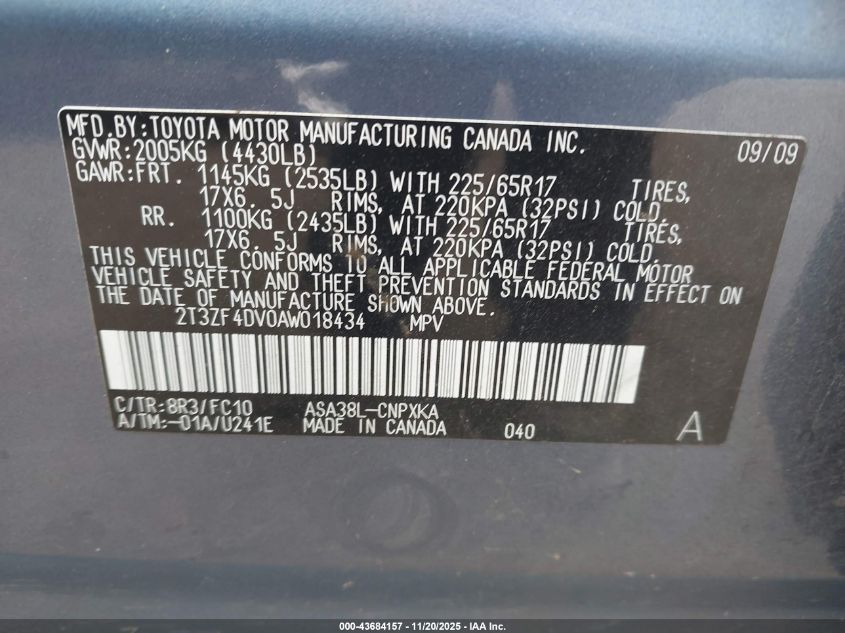 MFD.BY:TOYOTA MOTOR MANUFACTURING CANADA INC.
GVWR:2005KG (4430LB) 09/09
GAWR:FRT. 1145KG (2535LB) WITH 225/65R17 TIRES,
17X6. 5J RIMS, AT 220KPA (32PSI) COLD.
RR. 1100KG (2435LB) WITH 225/65R17 TIRES,
17X6. 5J RIMS, AT 220KPA (32PSI) COLD.
THIS VEHICLE CONFORMS TO ALL APPLICABLE FEDERAL MOTOR
VEHICLE SAFETY AND THEFT PREVENTION STANDARDS IN EFFECT ON
THE DATE OF MANUFACTURE SHOWN ABOVE.
2T3ZF4DV0AW018434 MPV
C/TR:8R3/FC10 ASA38L-CNPXKA
A/TM:-01A/U241E MADE IN CANADA 040 A
000-43684157 - 11/20/2025 - IAA Inc.